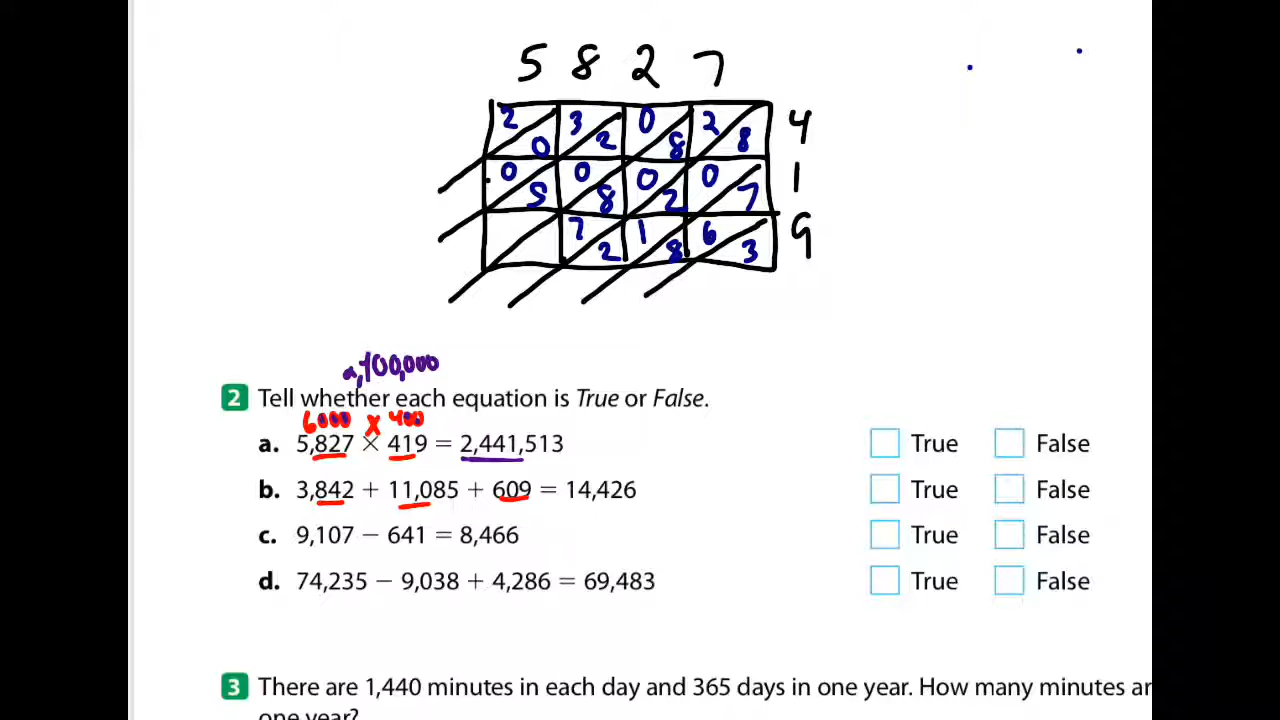 5 8 2 7
2 3 0 2 4
0 2 8 8
0 0 0 0 1
5 8 2 7
7 1 6 9
2 8 3
,400,000
2 Tell whether each equation is True or False.
6000 × 400
a. 5,827 × 419 = 2,441,513 True False
b. 3,842 + 11,085 + 609 = 14,426 True False
c. 9,107 − 641 = 8,466 True False
d. 74,235 − 9,038 + 4,286 = 69,483 True False
3 There are 1,440 minutes in each day and 365 days in one year. How many minutes ar
one year?